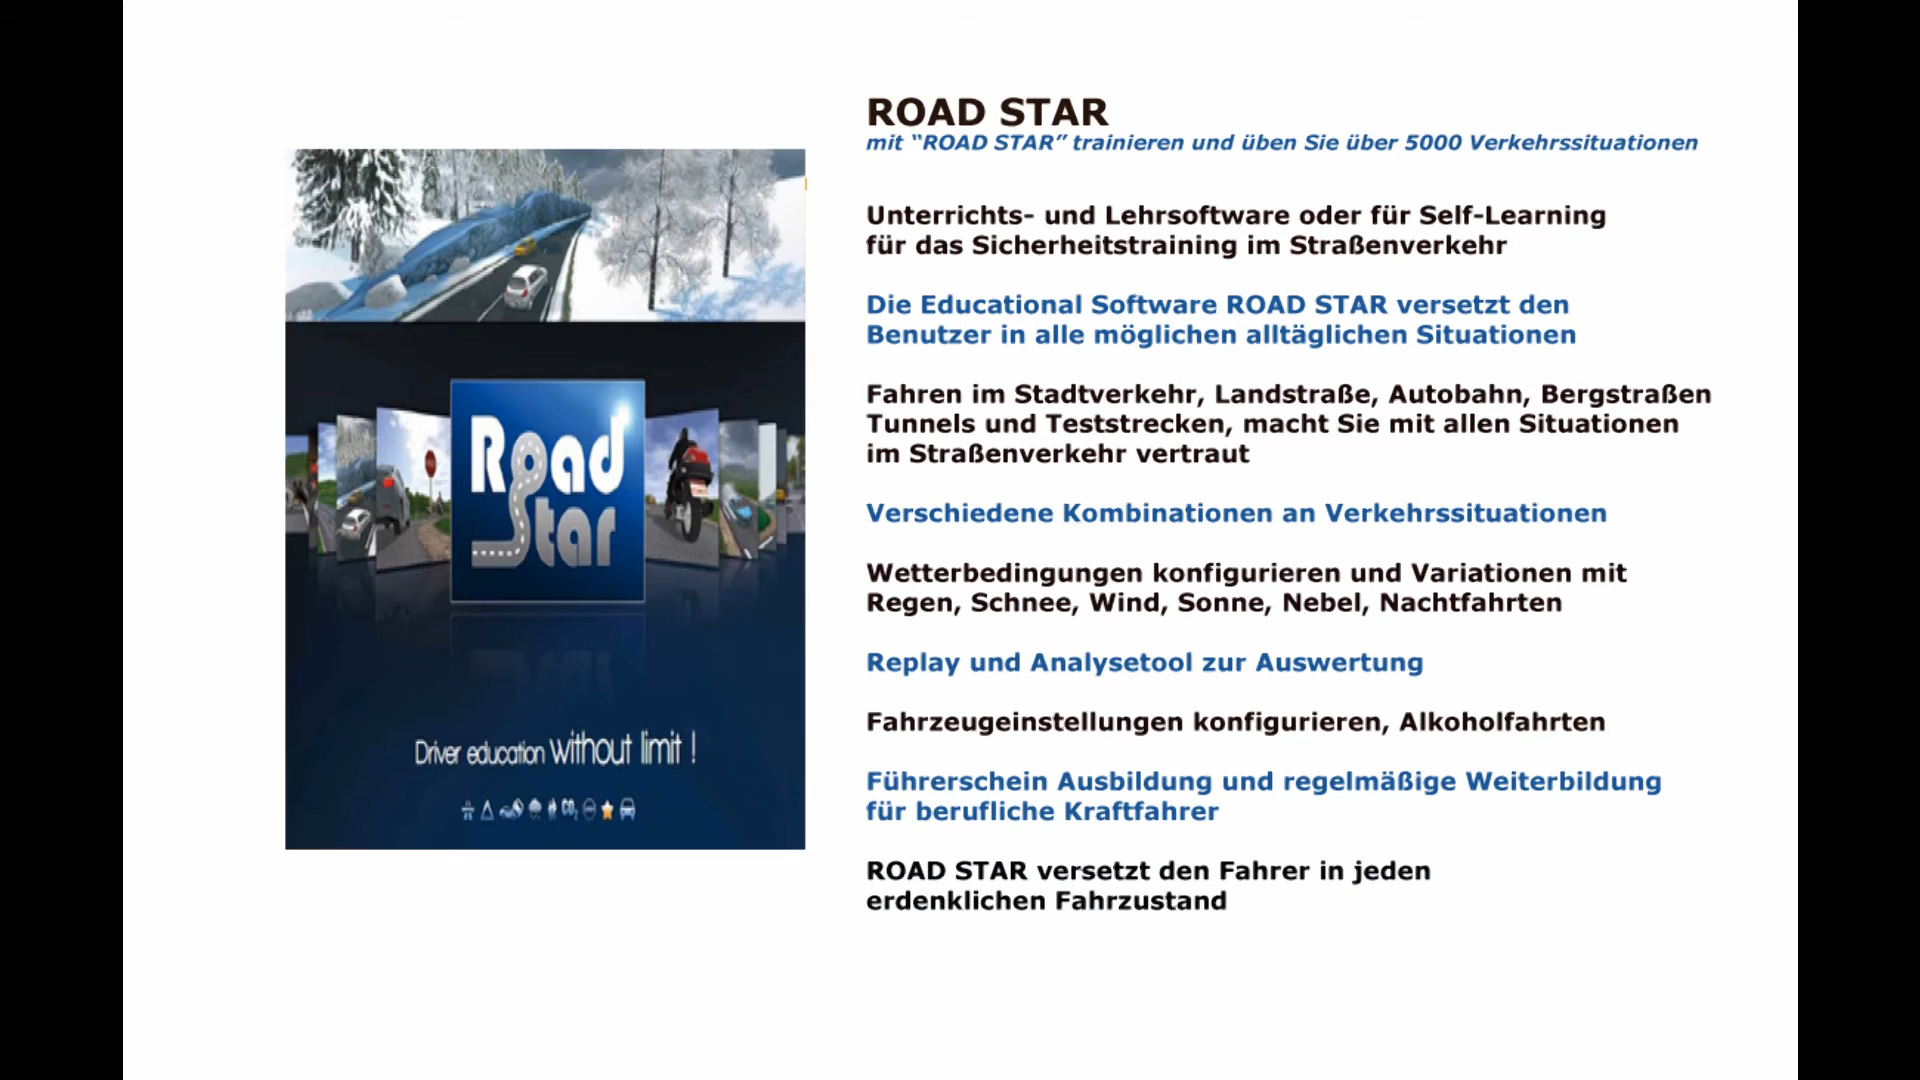 ROAD STAR
mit “ROAD STAR” trainieren und üben Sie über 5000 Verkehrssituationen
Unterrichts- und Lehrsoftware oder für Self-Learning
für das Sicherheitstraining im Straßenverkehr
Die Educational Software ROAD STAR versetzt den
Benutzer in alle möglichen alltäglichen Situationen
Fahren im Stadtverkehr, Landstraße, Autobahn, Bergstraßen
Tunnels und Teststrecken, macht Sie mit allen Situationen
im Straßenverkehr vertraut
Verschiedene Kombinationen an Verkehrssituationen
Wetterbedingungen konfigurieren und Variationen mit
Regen, Schnee, Wind, Sonne, Nebel, Nachtfahrten
Replay und Analysetool zur Auswertung
Fahrzeugeinstellungen konfigurieren, Alkoholfahrten
Führerschein Ausbildung und regelmäßige Weiterbildung
für berufliche Kraftfahrer
ROAD STAR versetzt den Fahrer in jeden
erdenklichen Fahrzustand
Road
Star
Driver education without limit !
CO2